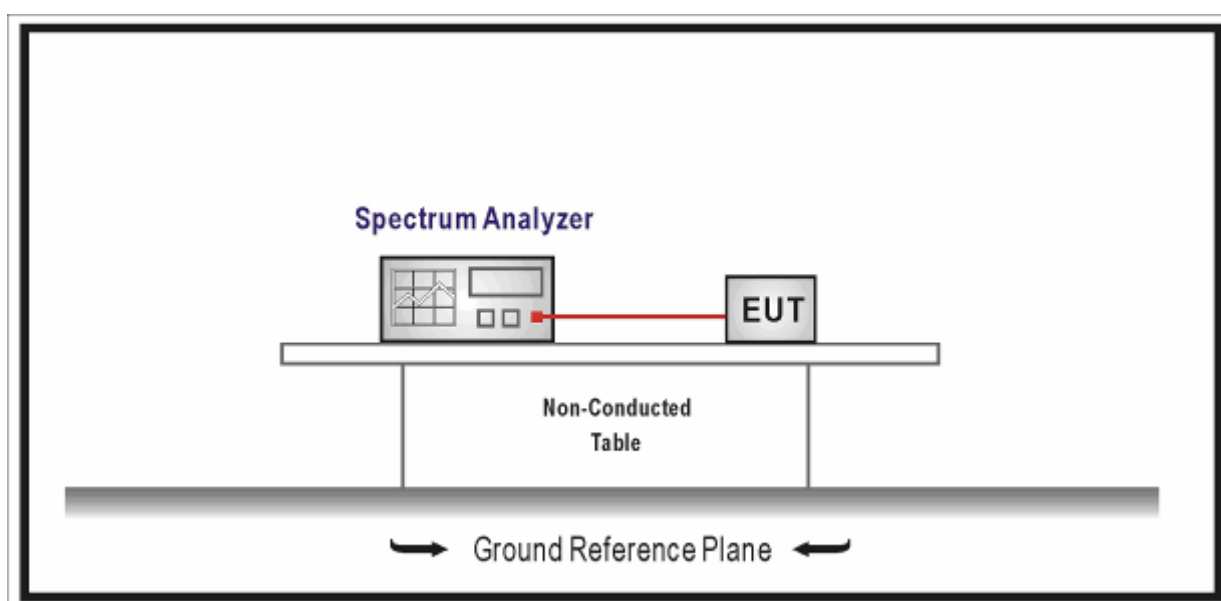 Spectrum Analyzer
EUT
Non-Conducted
Table
Ground Reference Plane